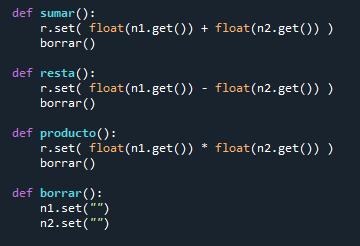 def sumar():
    r.set( float(n1.get()) + float(n2.get()) )
    borrar()

def resta():
    r.set( float(n1.get()) - float(n2.get()) )
    borrar()

def producto():
    r.set( float(n1.get()) * float(n2.get()) )
    borrar()

def borrar():
    n1.set("")
    n2.set("")